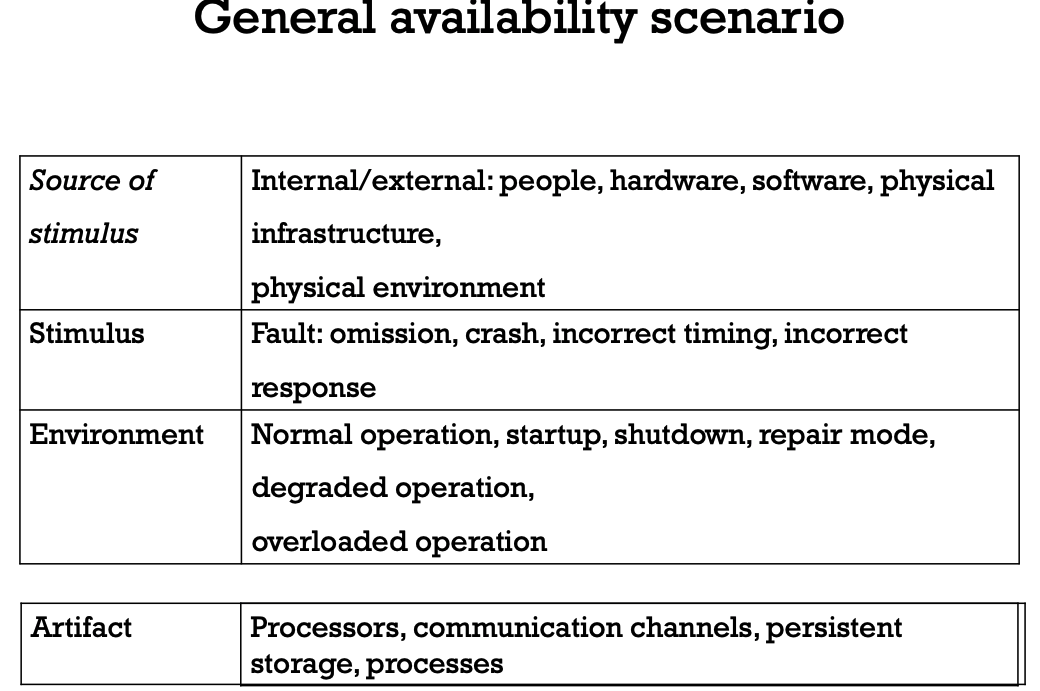 General availability scenario
Source of
stimulus
Internal/external: people, hardware, software, physical
infrastructure,
physical environment
Stimulus
Fault: omission, crash, incorrect timing, incorrect
response
Environment
Normal operation, startup, shutdown, repair mode,
degraded operation,
overloaded operation
Artifact
Processors, communication channels, persistent
storage, processes